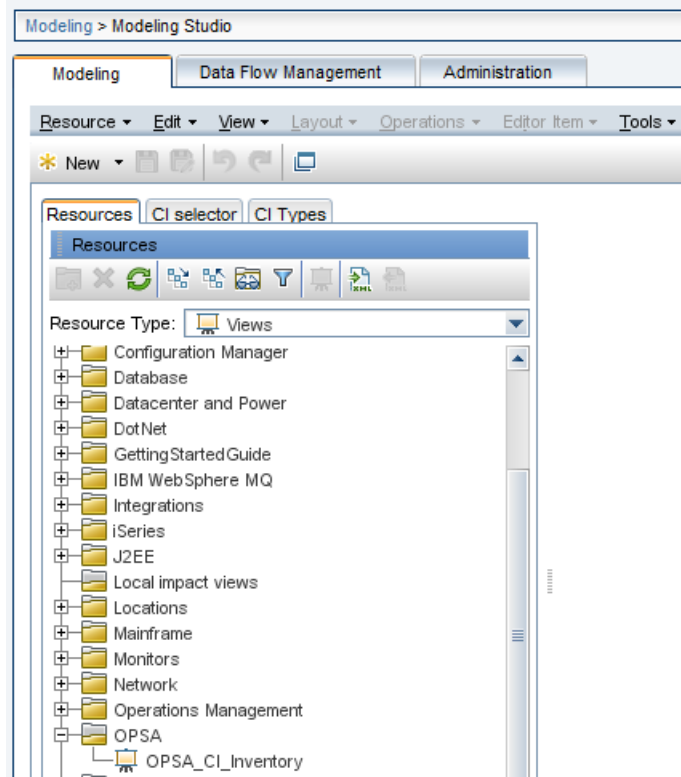 Modeling > Modeling Studio
Modeling Data Flow Management Administration
Resource Edit View Layout Operations Editor Item Tools
New
Resources CI selector CI Types
Resources
XML
Resource Type: Views
Configuration Manager
Database
Datacenter and Power
DotNet
GettingStartedGuide
IBM WebSphere MQ
Integrations
iSeries
J2EE
Local impact views
Locations
Mainframe
Monitors
Network
Operations Management
OPSA
OPSA_CI_Inventory